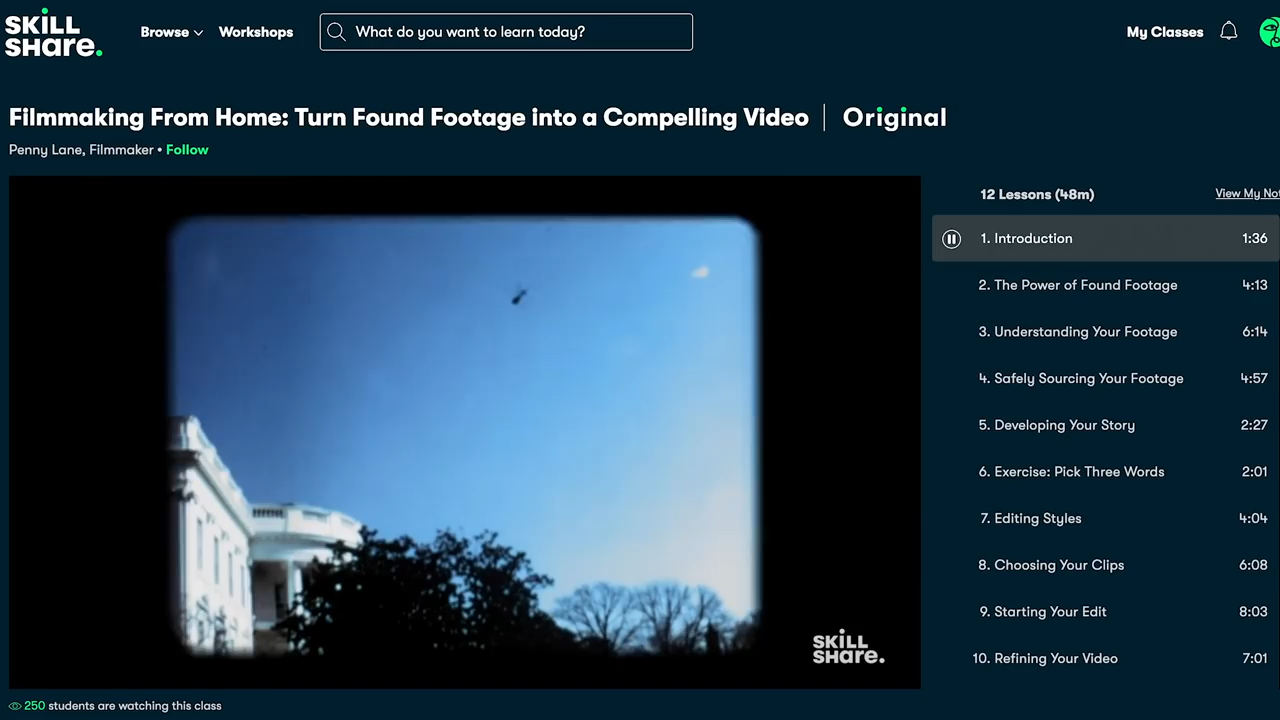 SKILL
SHARE.
Browse
Workshops
What do you want to learn today?
My Classes
Filmmaking From Home: Turn Found Footage into a Compelling Video | Original
Penny Lane, Filmmaker • Follow
12 Lessons (48m)
View My Not
1. Introduction 1:36
2. The Power of Found Footage 4:13
3. Understanding Your Footage 6:14
4. Safely Sourcing Your Footage 4:57
5. Developing Your Story 2:27
6. Exercise: Pick Three Words 2:01
7. Editing Styles 4:04
8. Choosing Your Clips 6:08
9. Starting Your Edit 8:03
10. Refining Your Video 7:01
SKILL
SHARE.
250 students are watching this class